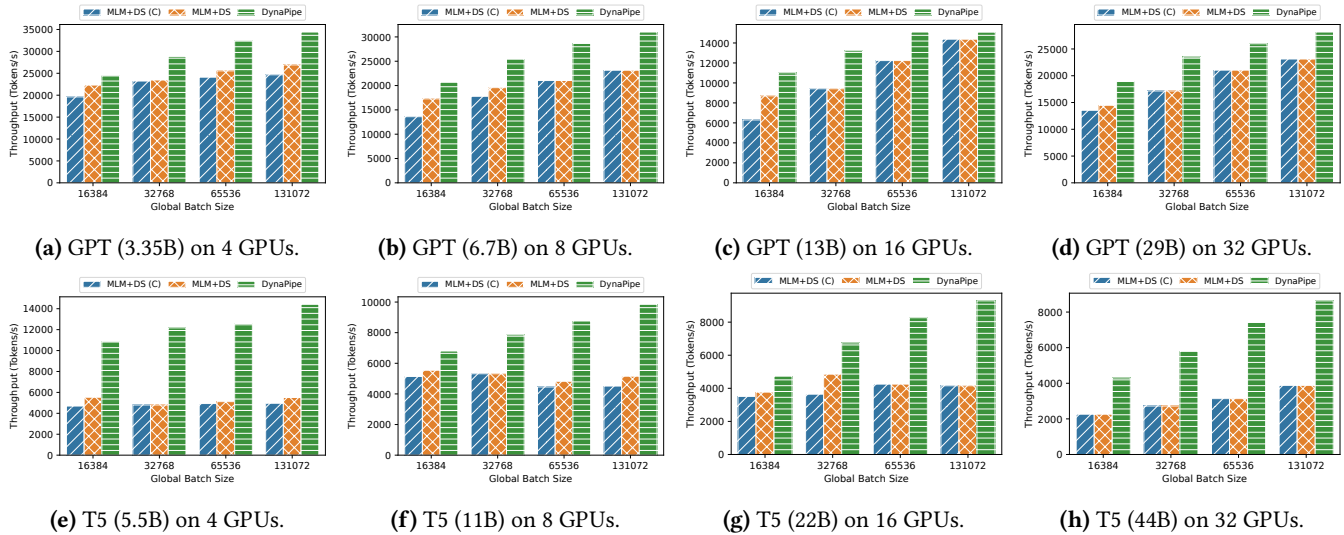 MLM+DS (C) MLM+DS DynaPipe
Throughput (Tokens/s)
35000
30000
25000
20000
15000
10000
5000
0
16384 32768 65536 131072
Global Batch Size
(a) GPT (3.35B) on 4 GPUs.
MLM+DS (C) MLM+DS DynaPipe
Throughput (Tokens/s)
30000
25000
20000
15000
10000
5000
0
16384 32768 65536 131072
Global Batch Size
(b) GPT (6.7B) on 8 GPUs.
MLM+DS (C) MLM+DS DynaPipe
Throughput (Tokens/s)
14000
12000
10000
8000
6000
4000
2000
0
16384 32768 65536 131072
Global Batch Size
(c) GPT (13B) on 16 GPUs.
MLM+DS (C) MLM+DS DynaPipe
Throughput (Tokens/s)
25000
20000
15000
10000
5000
0
16384 32768 65536 131072
Global Batch Size
(d) GPT (29B) on 32 GPUs.
MLM+DS (C) MLM+DS DynaPipe
Throughput (Tokens/s)
14000
12000
10000
8000
6000
4000
2000
0
16384 32768 65536 131072
Global Batch Size
(e) T5 (5.5B) on 4 GPUs.
MLM+DS (C) MLM+DS DynaPipe
Throughput (Tokens/s)
10000
8000
6000
4000
2000
0
16384 32768 65536 131072
Global Batch Size
(f) T5 (11B) on 8 GPUs.
MLM+DS (C) MLM+DS DynaPipe
Throughput (Tokens/s)
8000
6000
4000
2000
0
16384 32768 65536 131072
Global Batch Size
(g) T5 (22B) on 16 GPUs.
MLM+DS (C) MLM+DS DynaPipe
Throughput (Tokens/s)
8000
6000
4000
2000
0
16384 32768 65536 131072
Global Batch Size
(h) T5 (44B) on 32 GPUs.